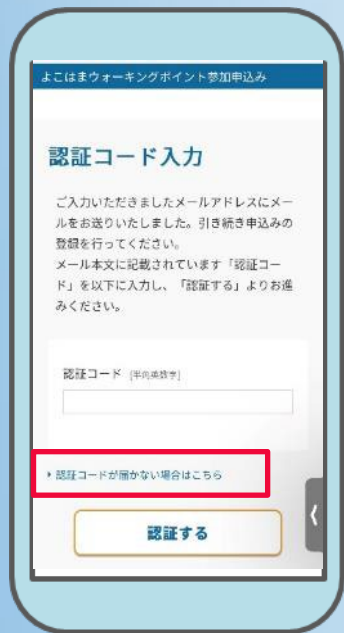 よこはまウォーキングポイント参加申込み
認証コード入力
ご入力いただきましたメールアドレスにメー
ルをお送りいたしました。引き続き申込みの
登録を行ってください。
メール本文に記載されています「認証コー
ド」を以下に入力し、「認証する」よりお進
みください。
認証コード [半角英数字]
認証コードが届かない場合はこちら
認証する